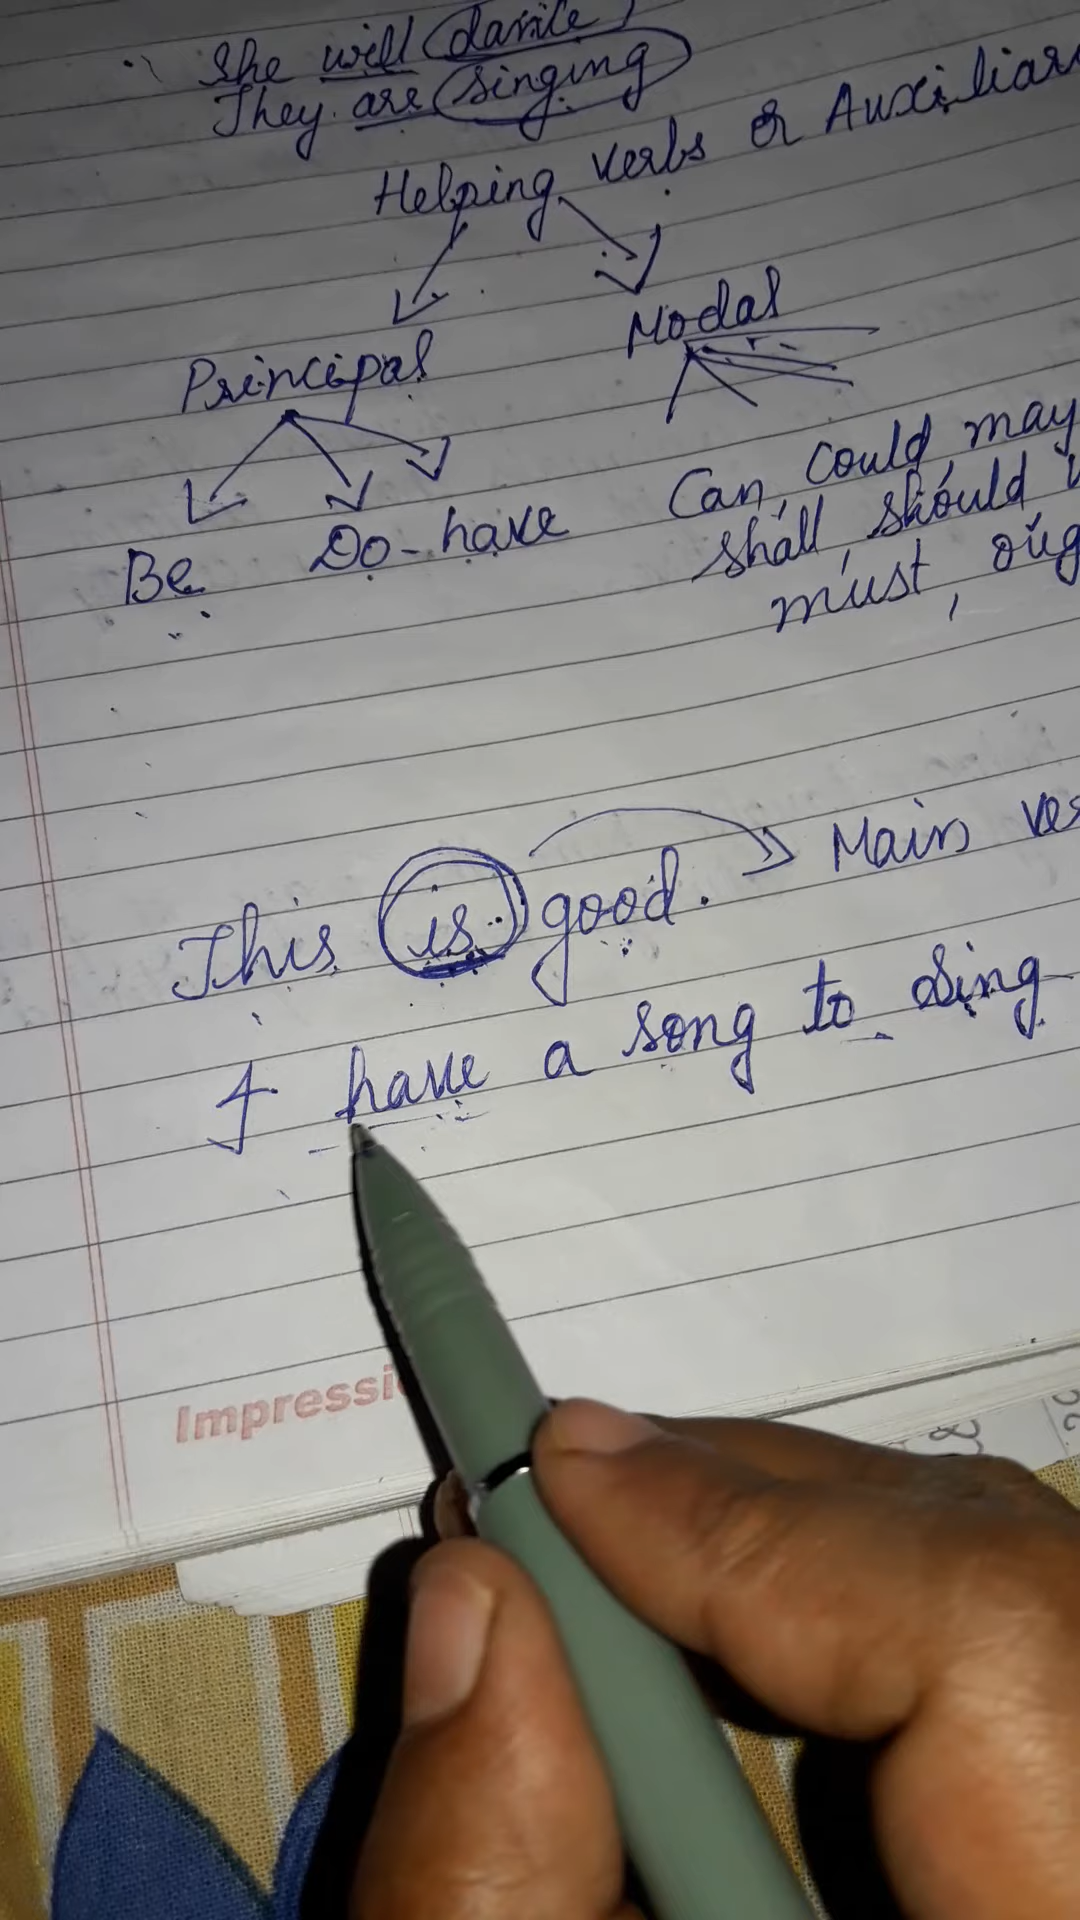 She will dance
They are singing
Helping verbs or Auxiliar
Principal
Modal
Be Do - have
Can, could, may
shall, should
must,
This is good. Main
I have a song to sing
Impressi